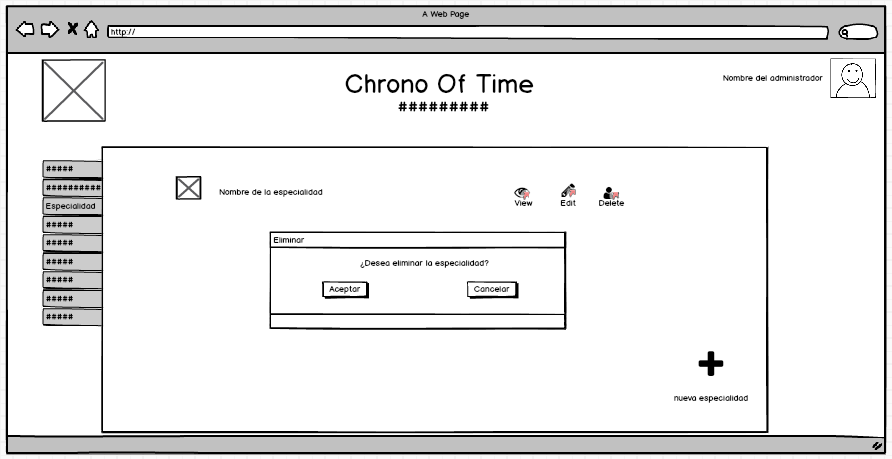 A Web Page
http://
Chrono Of Time
#########
Nombre del administrador
#####
##########
Especialidad
#####
#####
#####
#####
#####
#####
Nombre de la especialidad
View
Edit
Delete
Eliminar
¿Desea eliminar la especialidad?
Aceptar
Cancelar
nueva especialidad